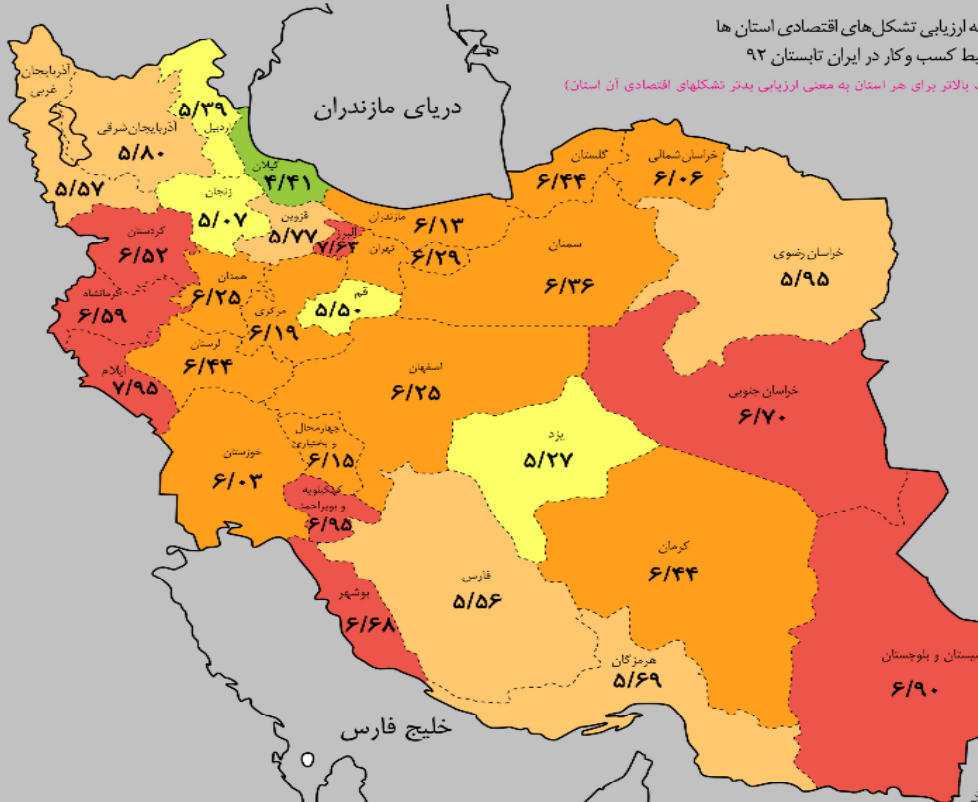 ه ارزیابی تشکل‌های اقتصادی استان ها
یط کسب و کار در ایران تابستان ۹۲
بالاتر برای هر استان به معنی ارزیابی بدتر تشکلهای اقتصادی آن استان)
دریای مازندران
آذربایجان
غربی
۵/۵۷
آذربایجان شرقی
۵/۸۰
۵/۳۹
ردبیل
گیلان
۴/۴۱
زنجان
۵/۰۷
قزوین
۵/۷۷
البرز
۷/۶۳
مازندران
۶/۱۳
تهران
۶/۲۹
گلستان
۶/۴۴
خراسان شمالی
۶/۰۶
خراسان رضوی
۵/۹۵
سمنان
۶/۳۶
کردستان
۶/۵۲
همدان
۶/۲۵
کرمانشاه
۶/۵۹
مرکزی
۶/۱۹
قم
۵/۵۰
لرستان
۶/۴۴
ایلام
۷/۹۵
اصفهان
۶/۲۵
خراسان جنوبی
۶/۷۰
یزد
۵/۲۷
چهارمحال
و بختیاری
۶/۱۵
خوزستان
۶/۰۳
کهکیلویه
و بویراحمد
۶/۹۵
کرمان
۶/۴۴
فارس
۵/۵۶
بوشهر
۶/۶۸
هرمزگان
۵/۶۹
سیستان و بلوچستان
۶/۹۰
خلیج فارس